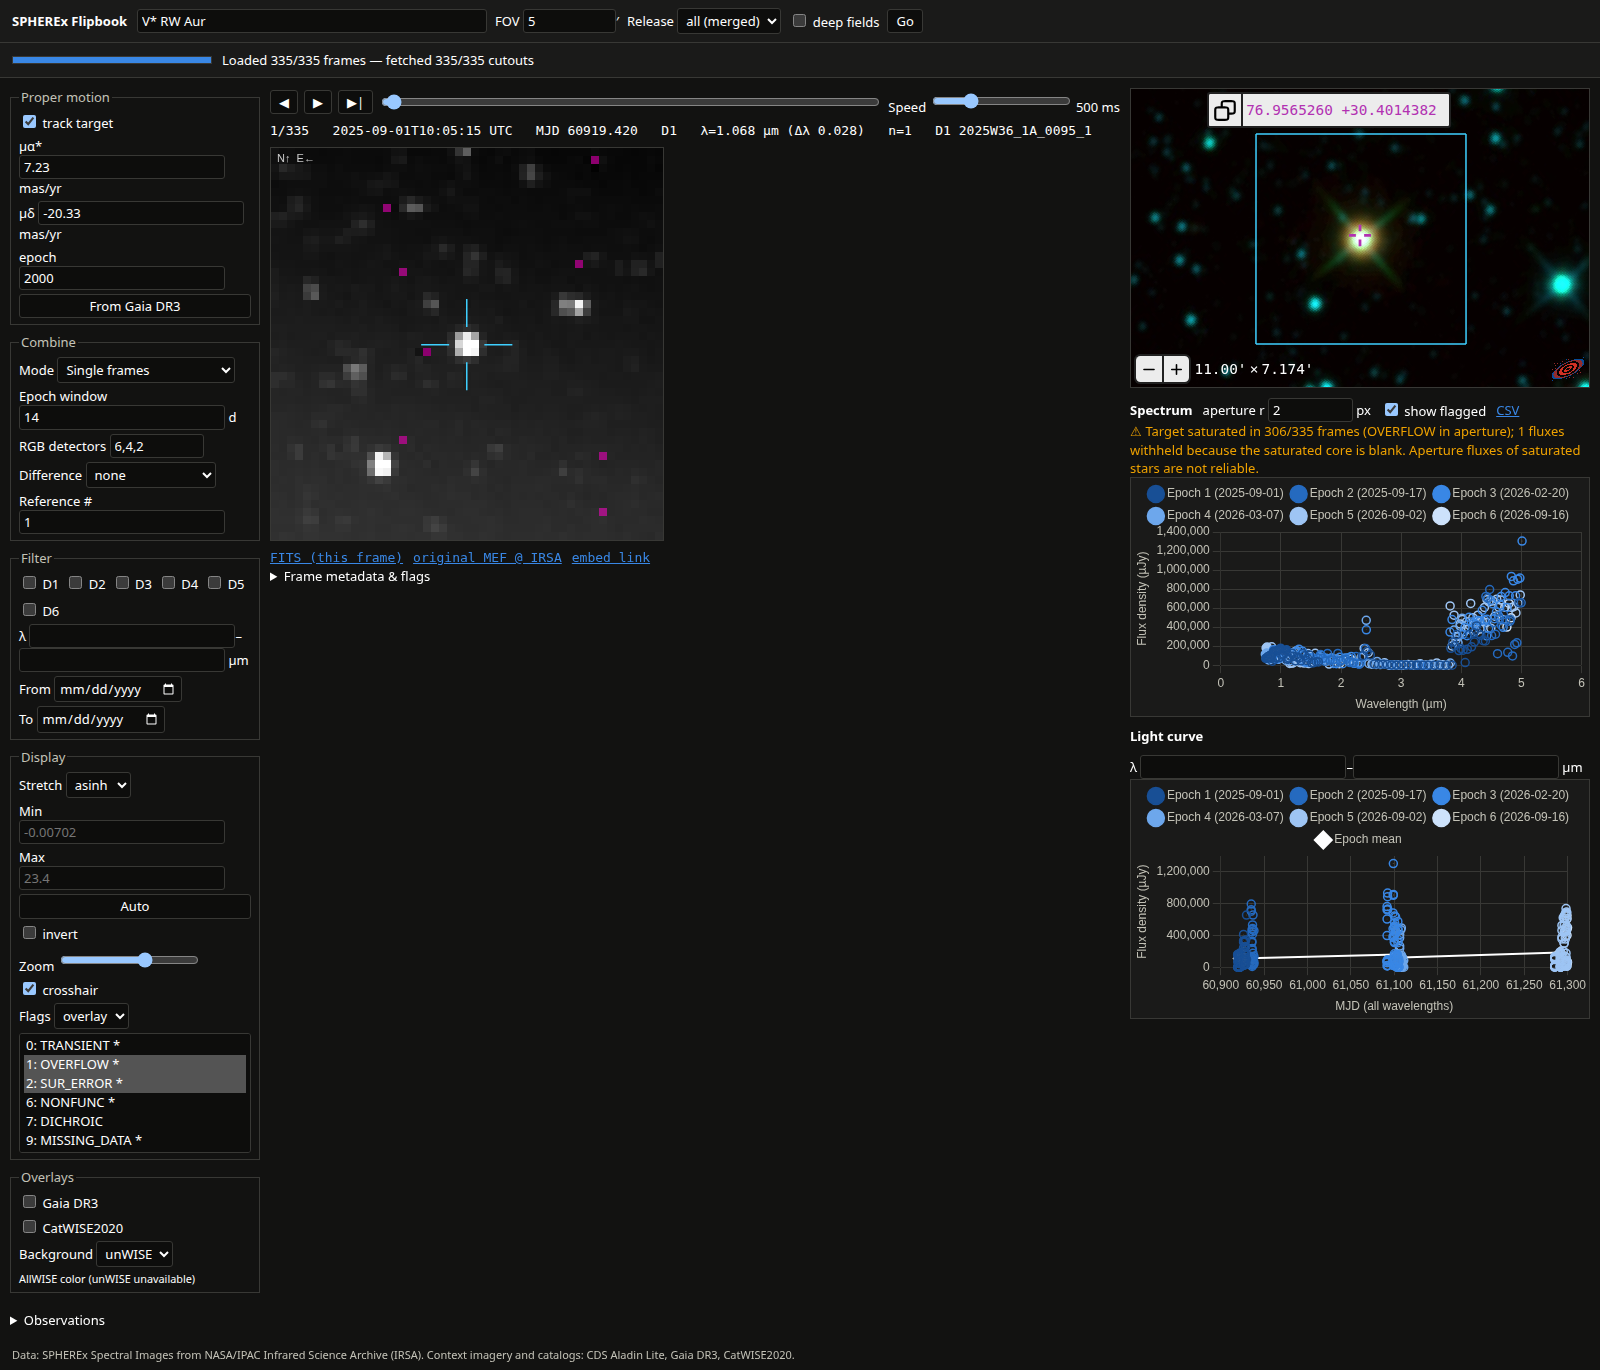 SPHEREx Flipbook V* RW Aur FOV 5 ′ Release all (merged) deep fields Go
Loaded 335/335 frames — fetched 335/335 cutouts
Proper motion
track target
μα*
7.23
mas/yr
μδ -20.33
mas/yr
epoch
2000
From Gaia DR3
Combine
Mode Single frames
Epoch window
14 d
RGB detectors 6,4,2
Difference none
Reference #
1
Filter
D1 D2 D3 D4 D5
D6
λ –
μm
From mm/dd/yyyy
To mm/dd/yyyy
Display
Stretch asinh
Min
-0.00702
Max
23.4
Auto
invert
Zoom
crosshair
Flags overlay
0: TRANSIENT *
1: OVERFLOW *
2: SUR_ERROR *
6: NONFUNC *
7: DICHROIC
9: MISSING_DATA *
Overlays
Gaia DR3
CatWISE2020
Background unWISE
AllWISE color (unWISE unavailable)
Observations
◀ ▶ ▶| Speed 500 ms
1/335 2025-09-01T10:05:15 UTC MJD 60919.420 D1 λ=1.068 μm (Δλ 0.028) n=1 D1 2025W36_1A_0095_1
N↑ E←
FITS (this frame) original MEF @ IRSA embed link
Frame metadata & flags
76.9565260 +30.4014382
11.00' × 7.174'
Spectrum aperture r 2 px show flagged CSV
⚠ Target saturated in 306/335 frames (OVERFLOW in aperture); 1 fluxes
withheld because the saturated core is blank. Aperture fluxes of saturated
stars are not reliable.
Epoch 1 (2025-09-01) Epoch 2 (2025-09-17) Epoch 3 (2026-02-20)
Epoch 4 (2026-03-07) Epoch 5 (2025-09-02) Epoch 6 (2026-09-16)
Flux density (μJy)
1,400,000
1,200,000
1,000,000
800,000
600,000
400,000
200,000
0
0 1 2 3 4 5 6
Wavelength (μm)
Light curve
λ – μm
Epoch 1 (2025-09-01) Epoch 2 (2025-09-17) Epoch 3 (2026-02-20)
Epoch 4 (2026-03-07) Epoch 5 (2026-09-02) Epoch 6 (2026-09-16)
Epoch mean
Flux density (μJy)
1,200,000
800,000
400,000
0
60,900 60,950 61,000 61,050 61,100 61,150 61,200 61,250 61,300
MJD (all wavelengths)
Data: SPHEREx Spectral Images from NASA/IPAC Infrared Science Archive (IRSA). Context imagery and catalogs: CDS Aladin Lite, Gaia DR3, CatWISE2020.